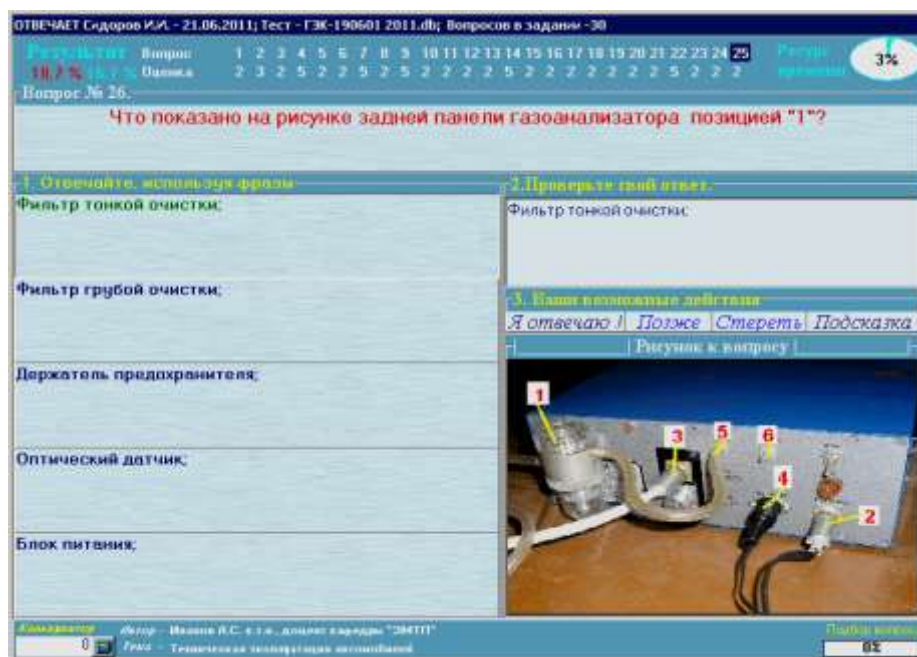 ОТВЕЧАЕТ Сидоров И.И. - 21.06.2011; Тест - ГЭК-190601 2011.db; Вопросов в задании -30
Результат Вопрос 1 2 3 4 5 6 7 8 9 10 11 12 13 14 15 16 17 18 19 20 21 22 23 24 25 Ресурс времени 3%
18,7 % Оценка 2 3 2 5 2 2 5 2 5 2 2 2 2 5 2 2 2 2 2 2 2 5 2 2 2
Вопрос № 26.
Что показано на рисунке задней панели газоанализатора позицией "1"?
1. Отвечайте, используя фразы
Фильтр тонкой очистки;
Фильтр грубой очистки;
Держатель предохранителя;
Оптический датчик;
Блок питания;
2.Проверьте свой ответ.
Фильтр тонкой очистки;
3. Ваши возможные действия
Я отвечаю ! Позже Стереть Подсказка
Рисунок к вопросу
1
3
5
6
4
2
Автор - Иванов Л.С. к.т.н., доцент кафедры "ЭМТП"
0 Тема - Техническая эксплуатация автомобилей
0%